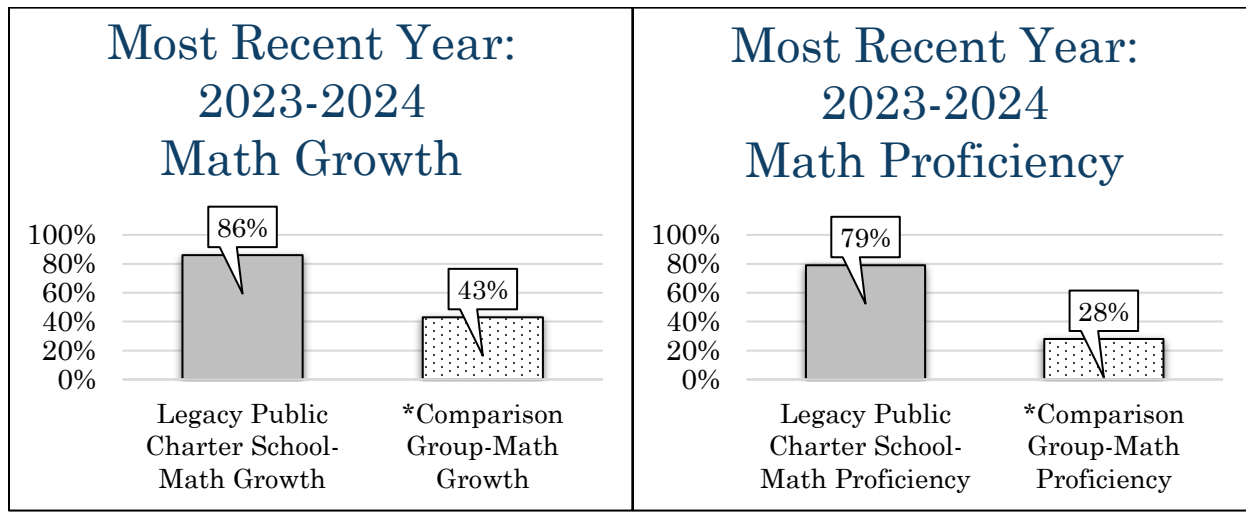 Most Recent Year:
2023-2024
Math Growth
86%
100%
80%
43%
60%
40%
20%
0%
Legacy Public
Charter School-
Math Growth
*Comparison
Group-Math
Growth
Most Recent Year:
2023-2024
Math Proficiency
79%
100%
80%
60%
28%
40%
20%
0%
Legacy Public
Charter School-
Math Proficiency
*Comparison
Group-Math
Proficiency